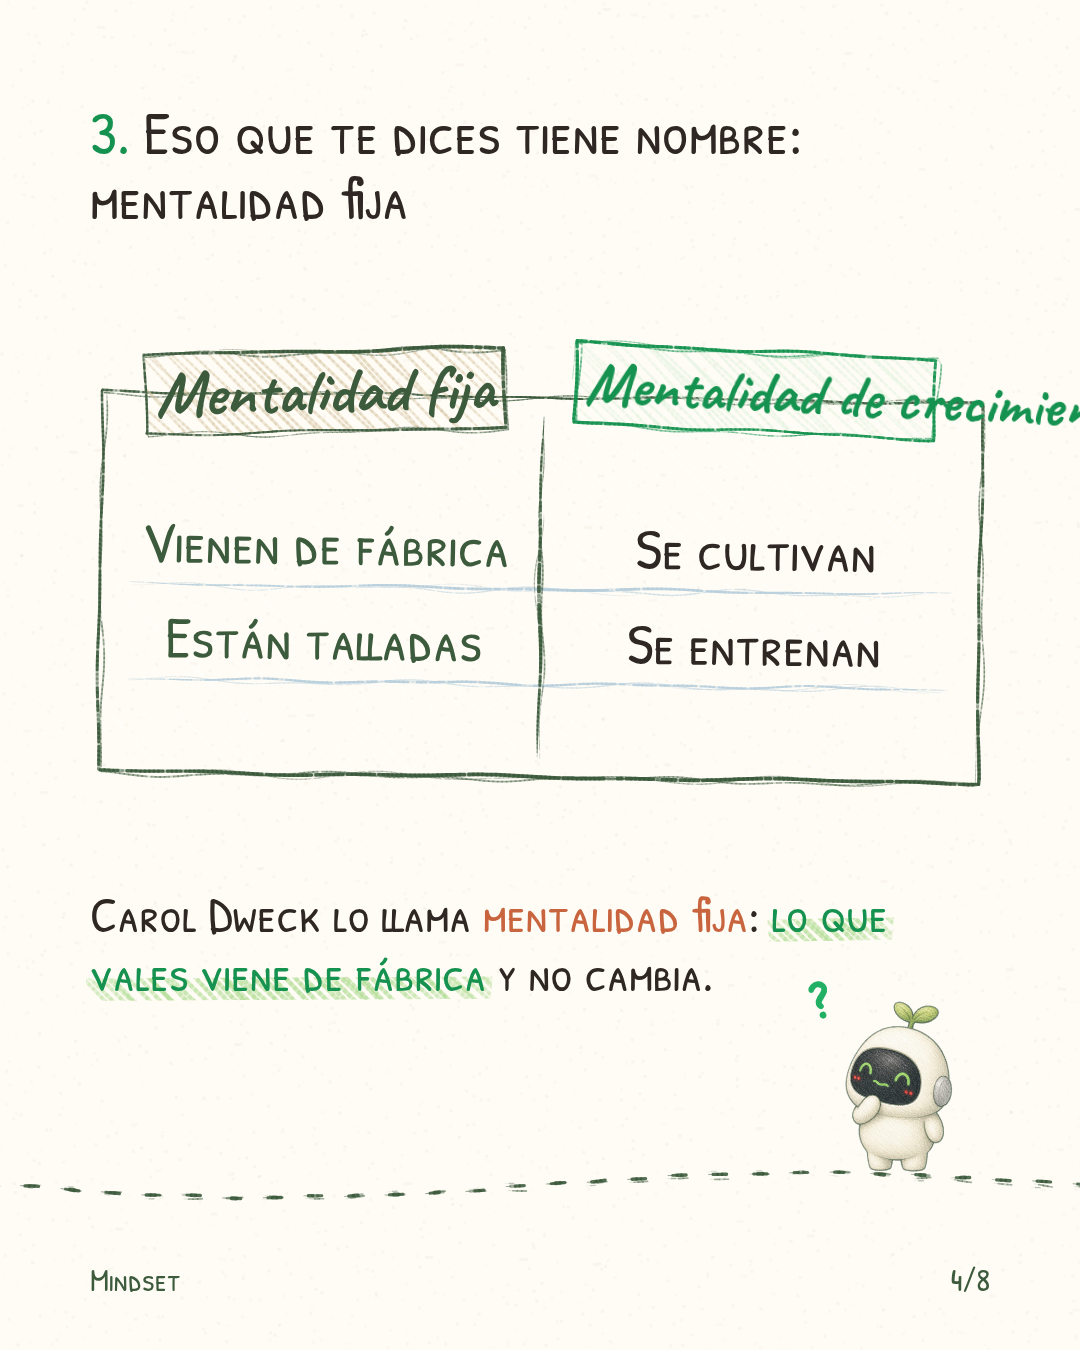 3. Eso que te dices tiene nombre:
mentalidad fija
Mentalidad fija
Mentalidad de crecimien
Vienen de fábrica
Se cultivan
Están talladas
Se entrenan
Carol Dweck lo llama mentalidad fija: lo que
vales viene de fábrica y no cambia.
?
Mindset
4/8